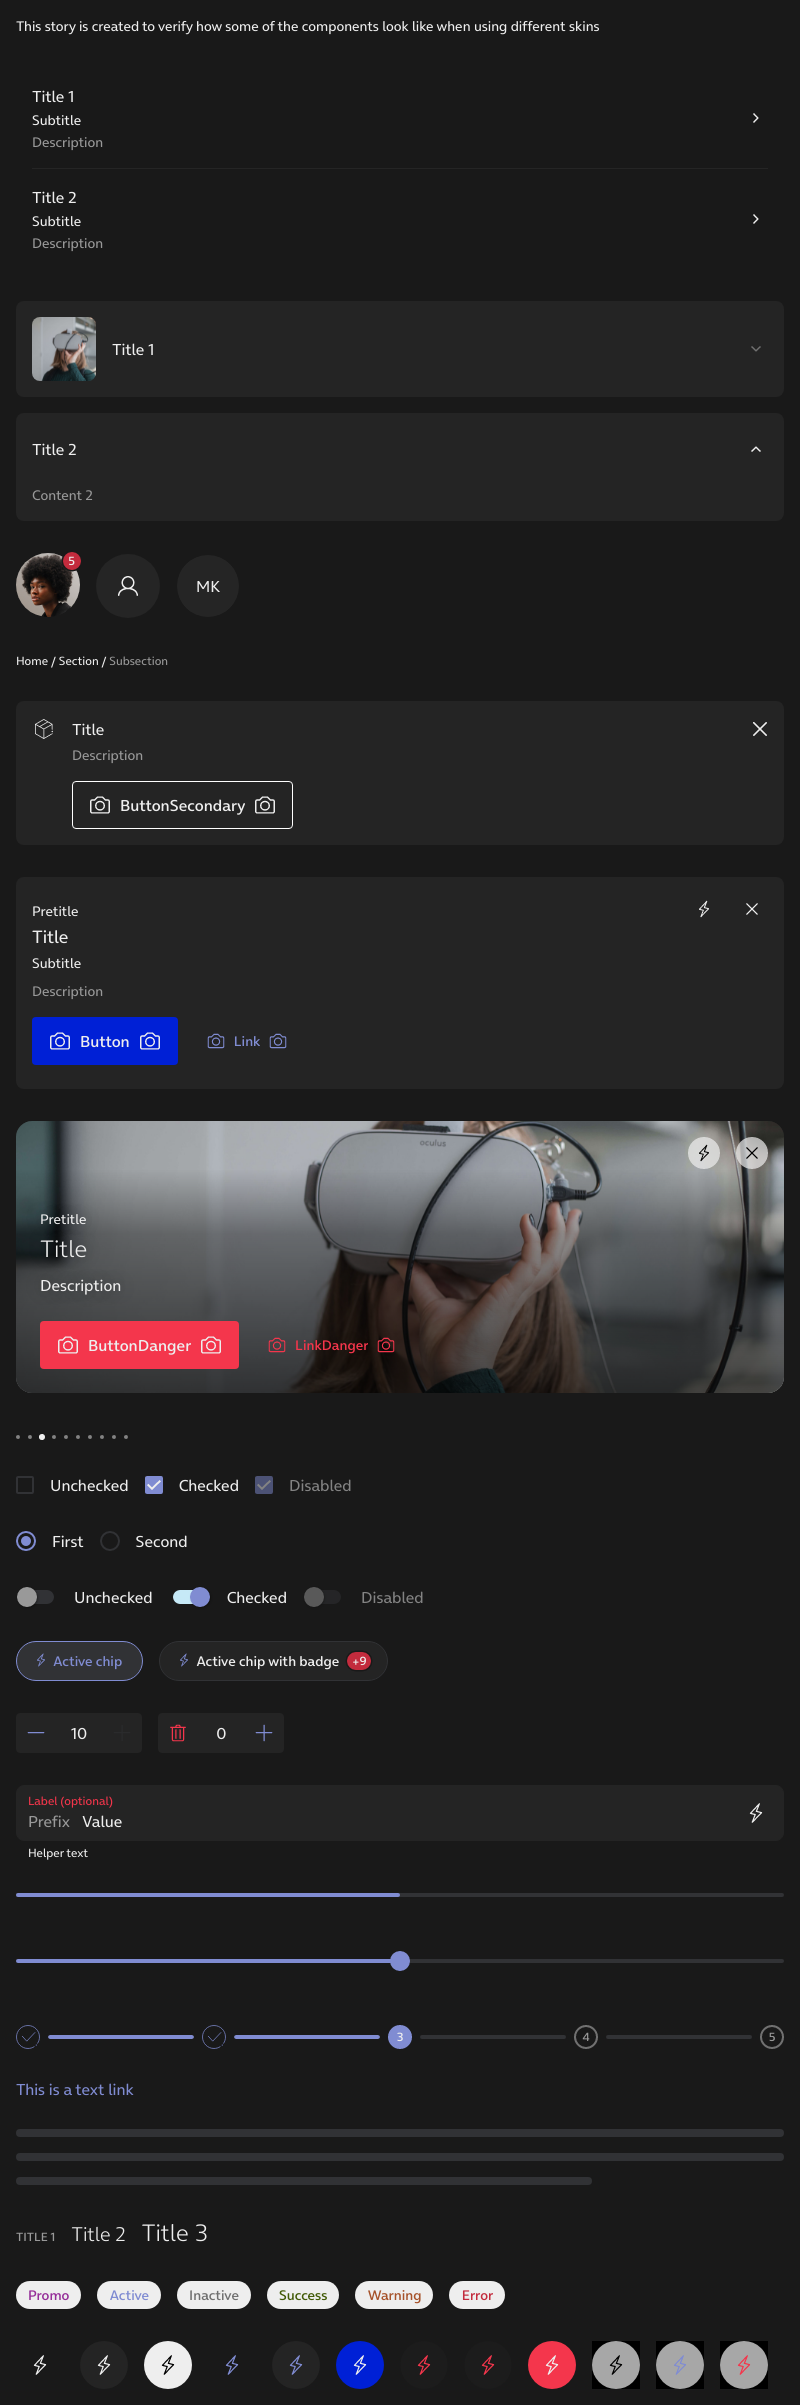 This story is created to verify how some of the components look like when using different skins
Title 1
Subtitle
Description
Title 2
Subtitle
Description
Title 1
Title 2
Content 2
5
MK
Home / Section / Subsection
Title
Description
ButtonSecondary
Pretitle
Title
Subtitle
Description
Button Link
oculus
Pretitle
Title
Description
ButtonDanger LinkDanger
Unchecked Checked Disabled
First Second
Unchecked Checked Disabled
Active chip Active chip with badge +9
10 0
Label (optional)
Prefix Value
Helper text
3 4 5
This is a text link
TITLE 1 Title 2 Title 3
Promo Active Inactive Success Warning Error